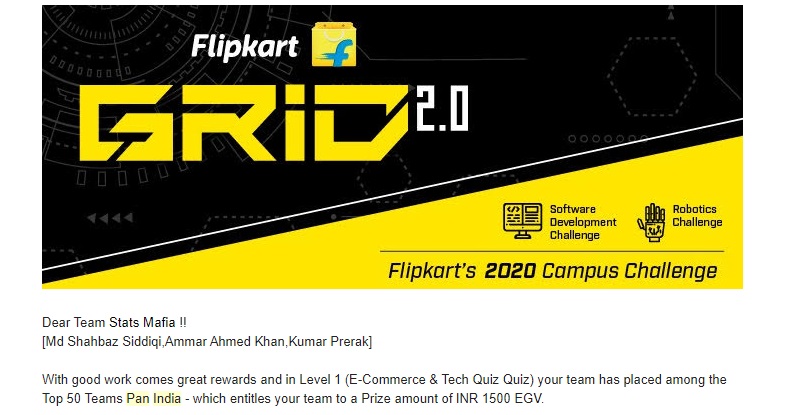 Flipkart
GRiD 2.0
Software
Development
Challenge
Robotics
Challenge
Flipkart's 2020 Campus Challenge
Dear Team Stats Mafia !!
[Md Shahbaz Siddiqi,Ammar Ahmed Khan,Kumar Prerak]
With good work comes great rewards and in Level 1 (E-Commerce & Tech Quiz Quiz) your team has placed among the
Top 50 Teams Pan India - which entitles your team to a Prize amount of INR 1500 EGV.